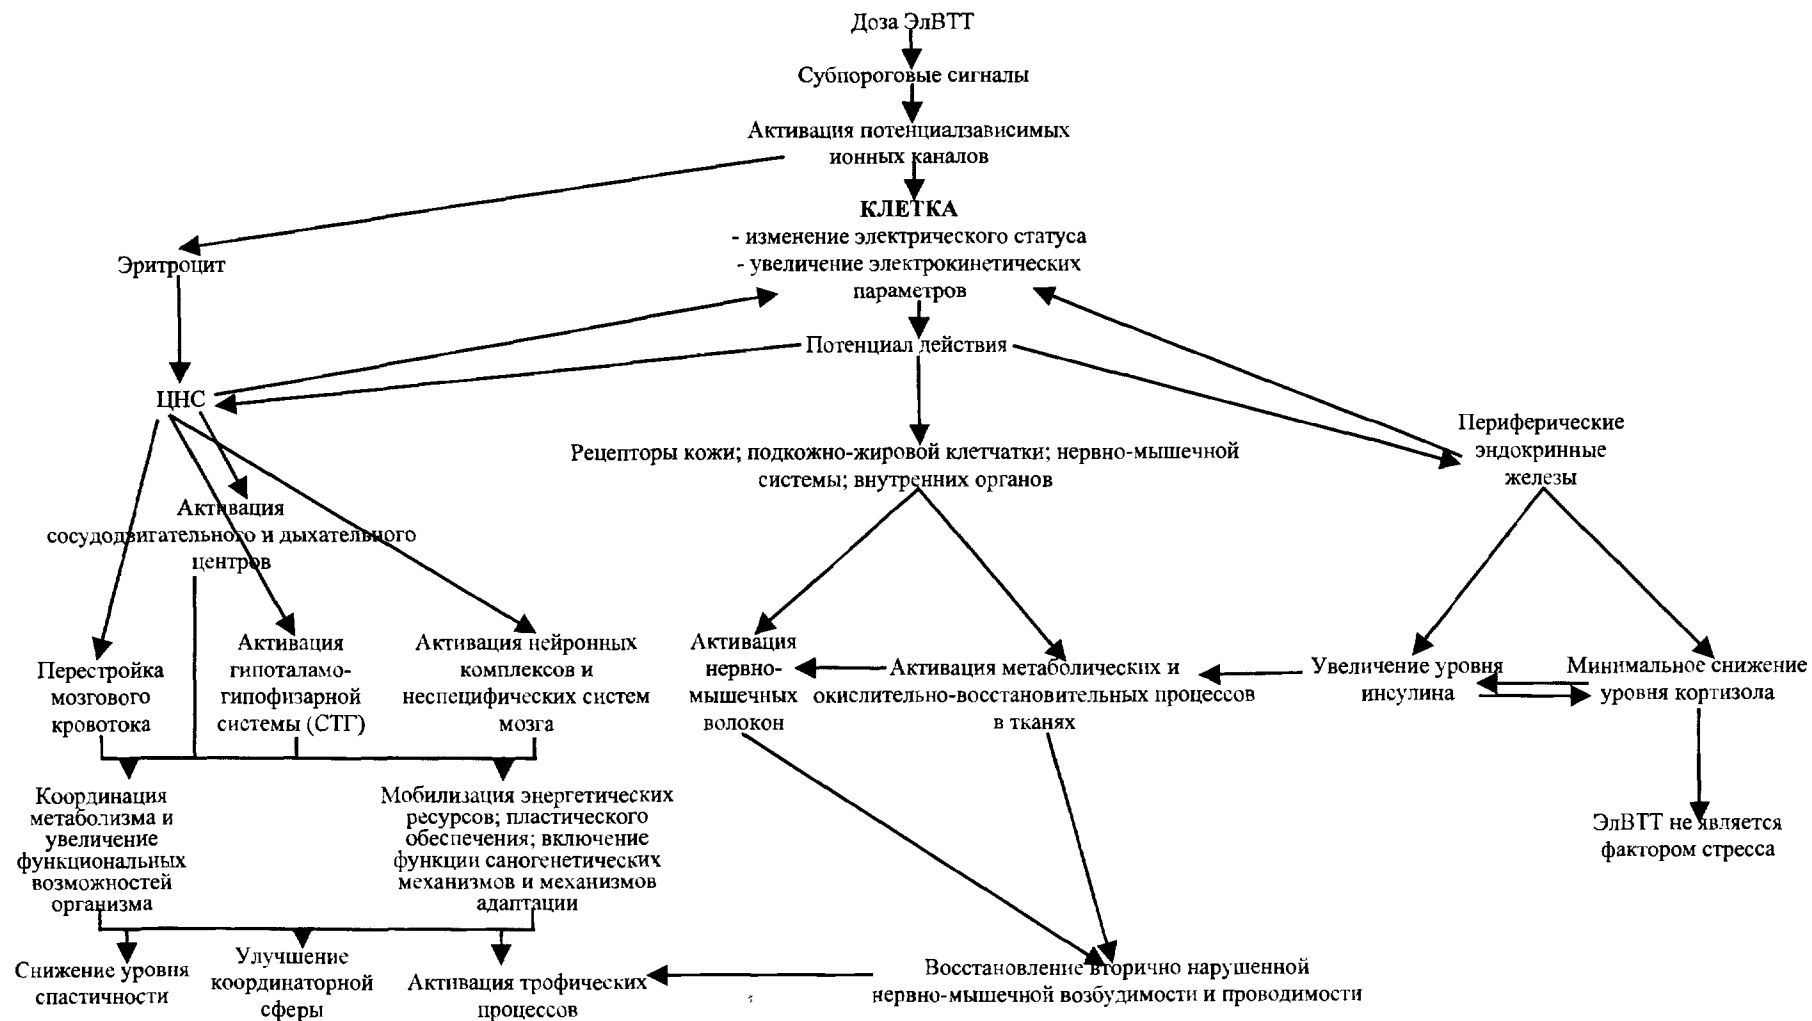 Доза ЭлВТТ
Субпороговые сигналы
Активация потенциалзависимых
ионных каналов
КЛЕТКА
- изменение электрического статуса
- увеличение электрокинетических
параметров
Эритроцит
Потенциал действия
ЦНС
Рецепторы кожи; подкожно-жировой клетчатки; нервно-мышечной
системы; внутренних органов
Периферические
эндокринные
железы
Активация
сосудодвигательного и дыхательного
центров
Перестройка
мозгового
кровотока
Активация
гипоталамо-
гипофизарной
системы (СТГ)
Активация нейронных
комплексов и
неспецифических систем
мозга
Активация
нервно-
мышечных
волокон
Активация метаболических и
окислительно-восстановительных процессов
в тканях
Увеличение уровня
инсулина
Минимальное снижение
уровня кортизола
Координация
метаболизма и
увеличение
функциональных
возможностей
организма
Мобилизация энергетических
ресурсов; пластического
обеспечения; включение
функции саногенетических
механизмов и механизмов
адаптации
ЭлВТТ не является
фактором стресса
Снижение уровня
спастичности
Улучшение
координаторной
сферы
Активация трофических
процессов
Восстановление вторично нарушенной
нервно-мышечной возбудимости и проводимости